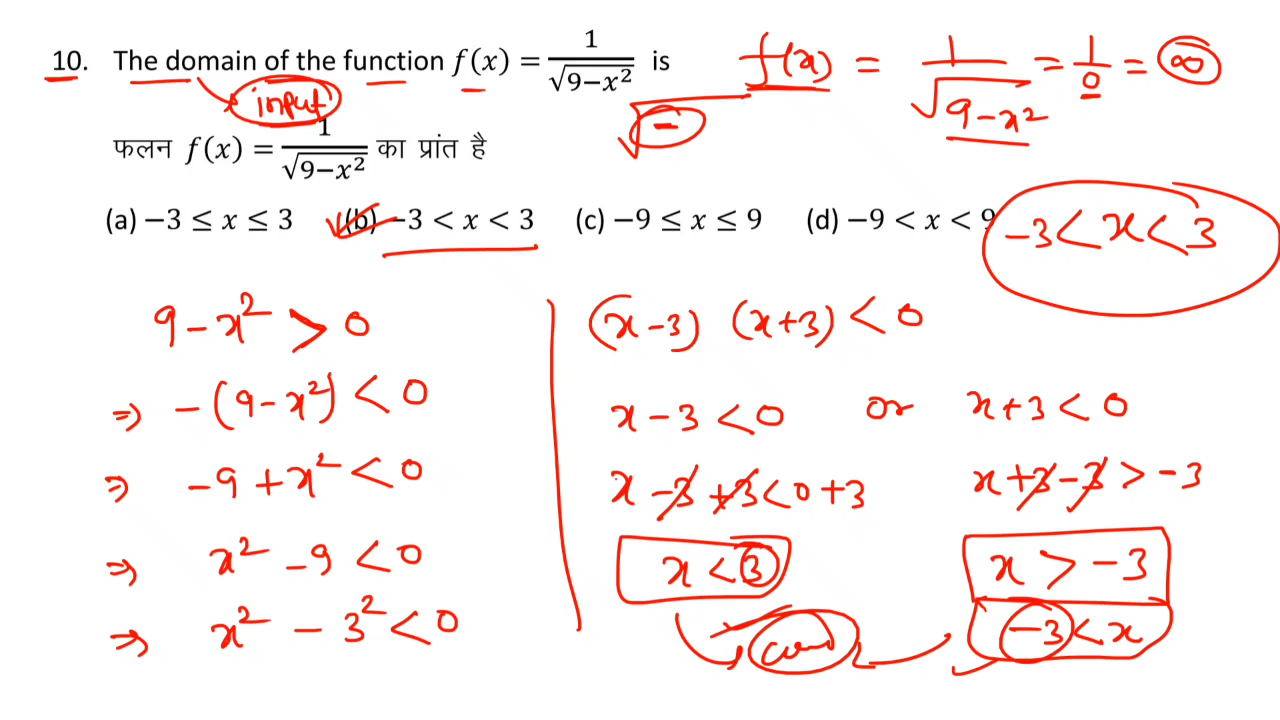 10. The domain of the function f(x) = 1/√9−x² is
f(x) = 1/√9−x² = 1/0 = ∞
input
√−
फलन f(x) = 1/√9−x² का प्रांत है
(a) −3 ≤ x ≤ 3 (b) −3 < x < 3 (c) −9 ≤ x ≤ 9 (d) −9 < x < 9
−3 < x < 3
9 − x² > 0
⇒ −(9 − x²) < 0
⇒ −9 + x² < 0
⇒ x² − 9 < 0
⇒ x² − 3² < 0
(x − 3) (x + 3) < 0
x − 3 < 0 or x + 3 < 0
x − 3 + 3 < 0 + 3 x + 3 − 3 > −3
x < 3 x > −3
−3 < x